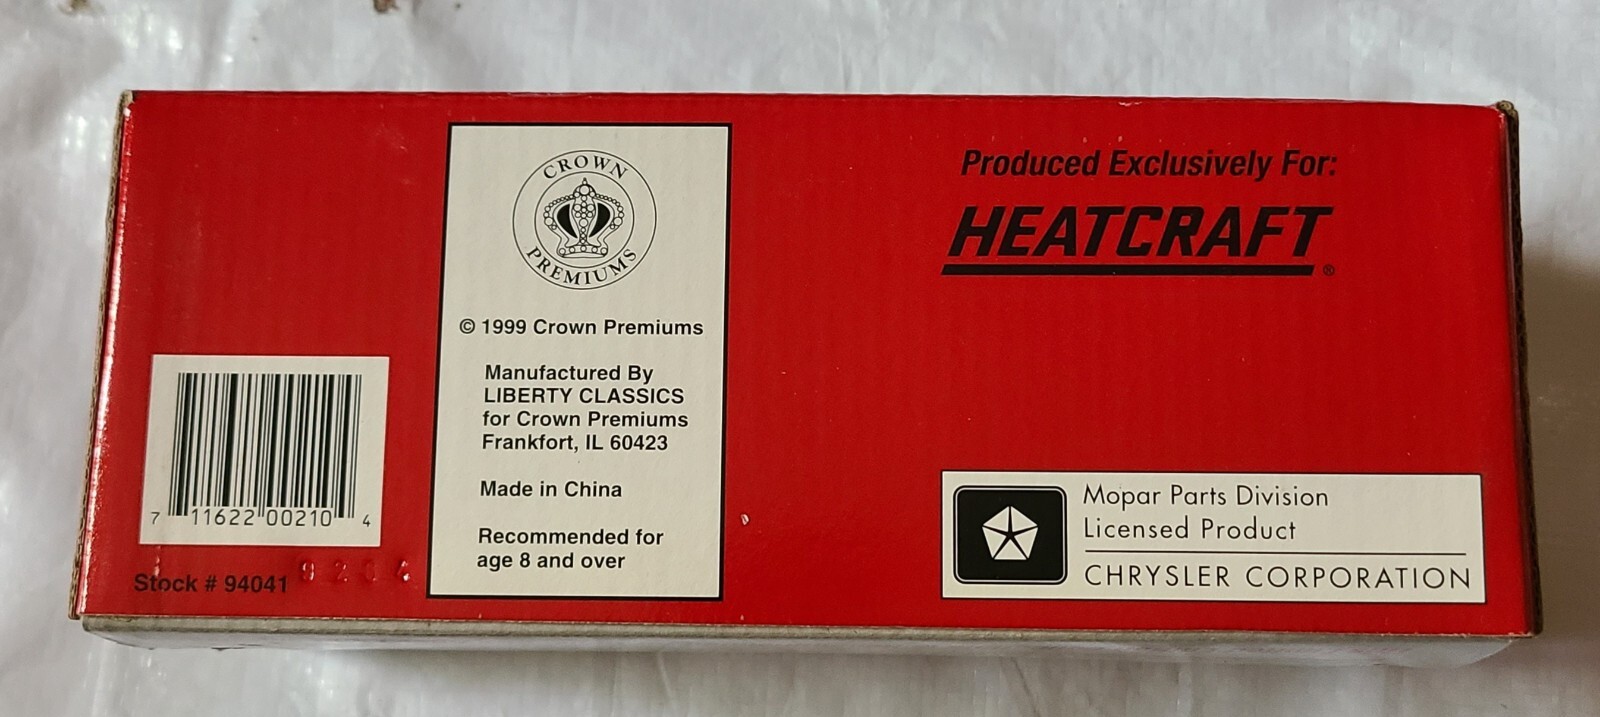 CROWN
PREMIUMS
© 1999 Crown Premiums
Manufactured By
LIBERTY CLASSICS
for Crown Premiums
Frankfort, IL 60423
Made in China
Recommended for
age 8 and over
7 11622 00210 4
Stock # 94041
Produced Exclusively For:
HEATCRAFT®
Mopar Parts Division
Licensed Product
CHRYSLER CORPORATION